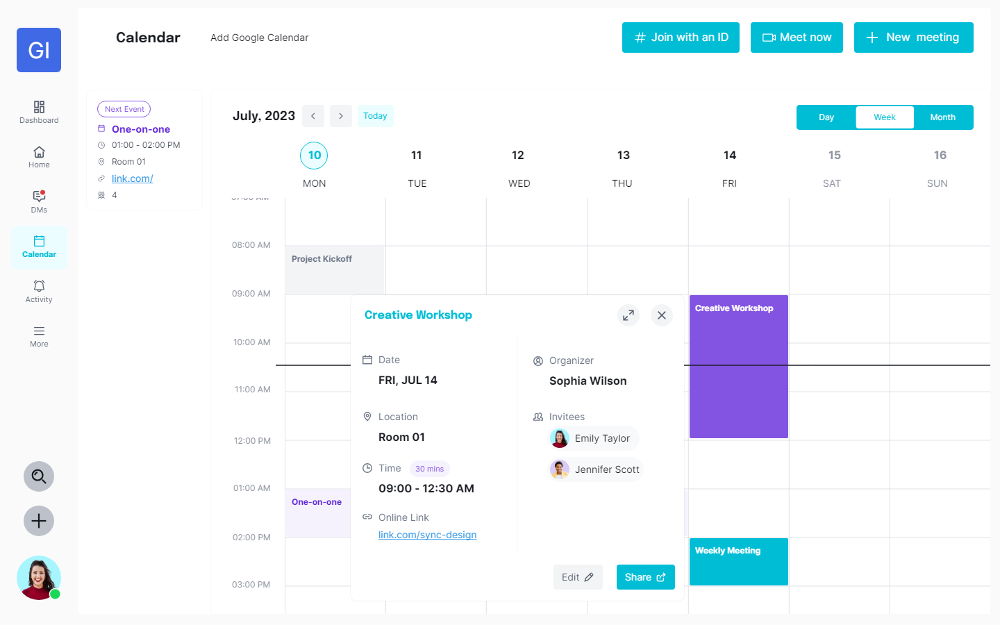 GI
Calendar
Add Google Calendar
Join with an ID
Meet now
New meeting
Dashboard
Home
DMs
Calendar
Activity
More
Next Event
One-on-one
01:00 - 02:00 PM
Room 01
link.com/
4
July, 2023
Today
Day
Week
Month
10
11
12
13
14
15
16
MON
TUE
WED
THU
FRI
SAT
SUN
07:00 AM
08:00 AM
09:00 AM
10:00 AM
11:00 AM
12:00 PM
01:00 AM
02:00 PM
03:00 PM
Project Kickoff
One-on-one
Creative Workshop
Weekly Meeting
Creative Workshop
Date
FRI, JUL 14
Location
Room 01
Time
30 mins
09:00 - 12:30 AM
Online Link
link.com/sync-design
Organizer
Sophia Wilson
Invitees
Emily Taylor
Jennifer Scott
Edit
Share